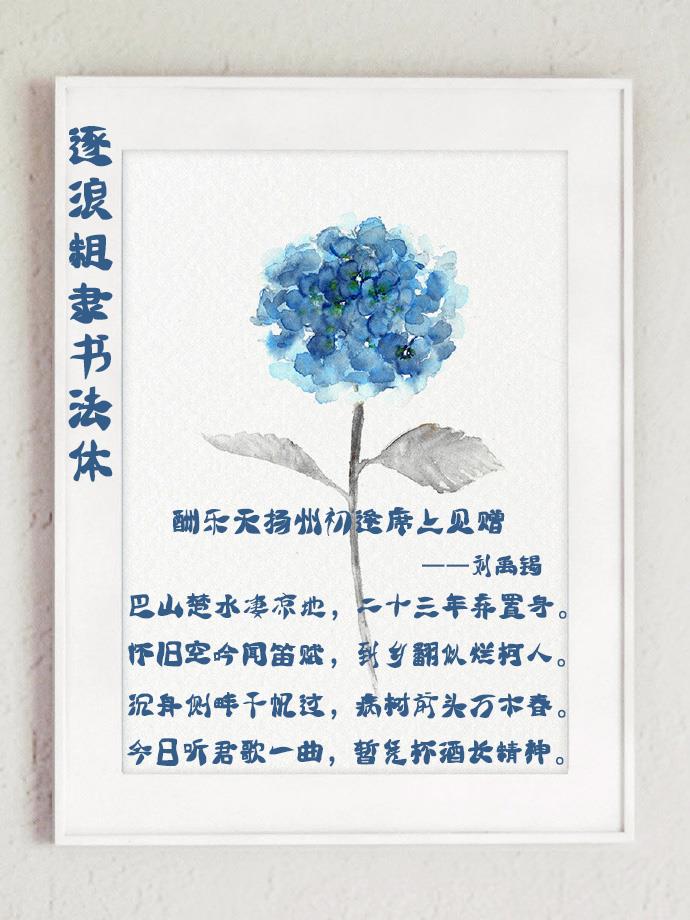 逐浪粗隶书法体
酬乐天扬州初逢席上见赠
——刘禹锡
巴山楚水凄凉地，二十三年弃置身。
怀旧空吟闻笛赋，到乡翻似烂柯人。
沉舟侧畔千帆过，病树前头万木春。
今日听君歌一曲，暂凭杯酒长精神。